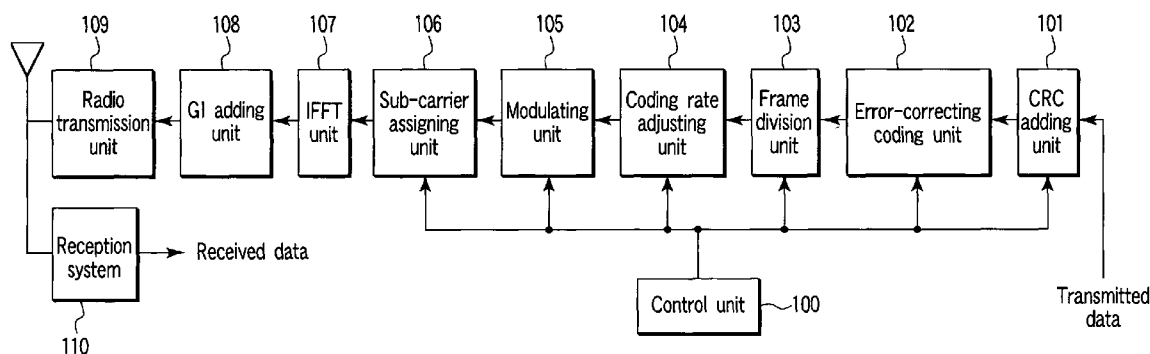 109
108
107
106
105
104
103
102
101
Radio
transmission
unit
GI adding
unit
IFFT
unit
Sub-carrier
assigning
unit
Modulating
unit
Coding rate
adjusting
unit
Frame
division
unit
Error-correcting
coding unit
CRC
adding
unit
Reception
system
Received data
110
Control unit
100
Transmitted
data